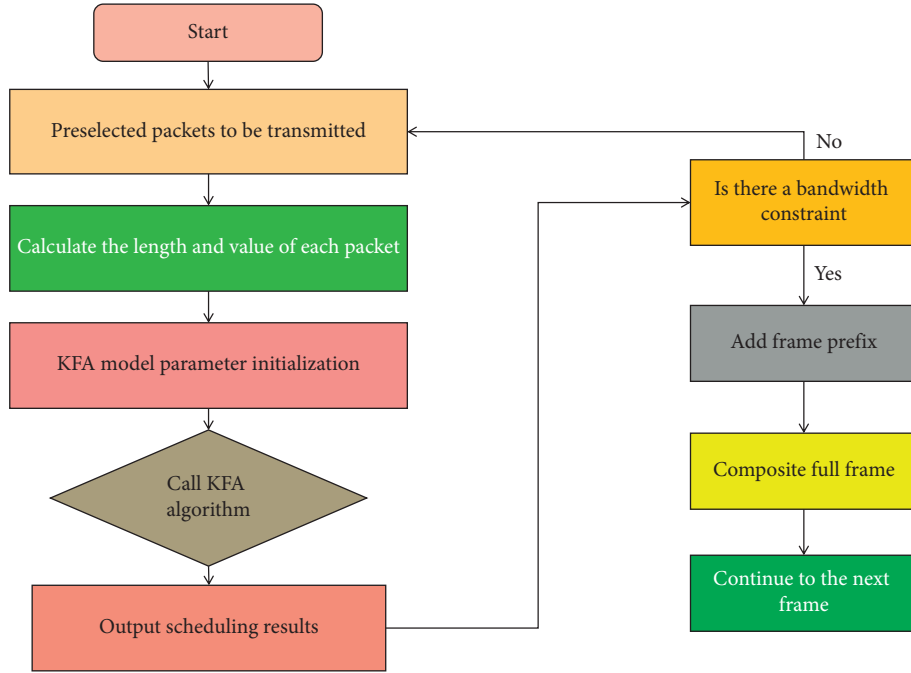 Start
Preselected packets to be transmitted
Calculate the length and value of each packet
KFA model parameter initialization
Call KFA
algorithm
Output scheduling results
No
Is there a bandwidth
constraint
Yes
Add frame prefix
Composite full frame
Continue to the next
frame